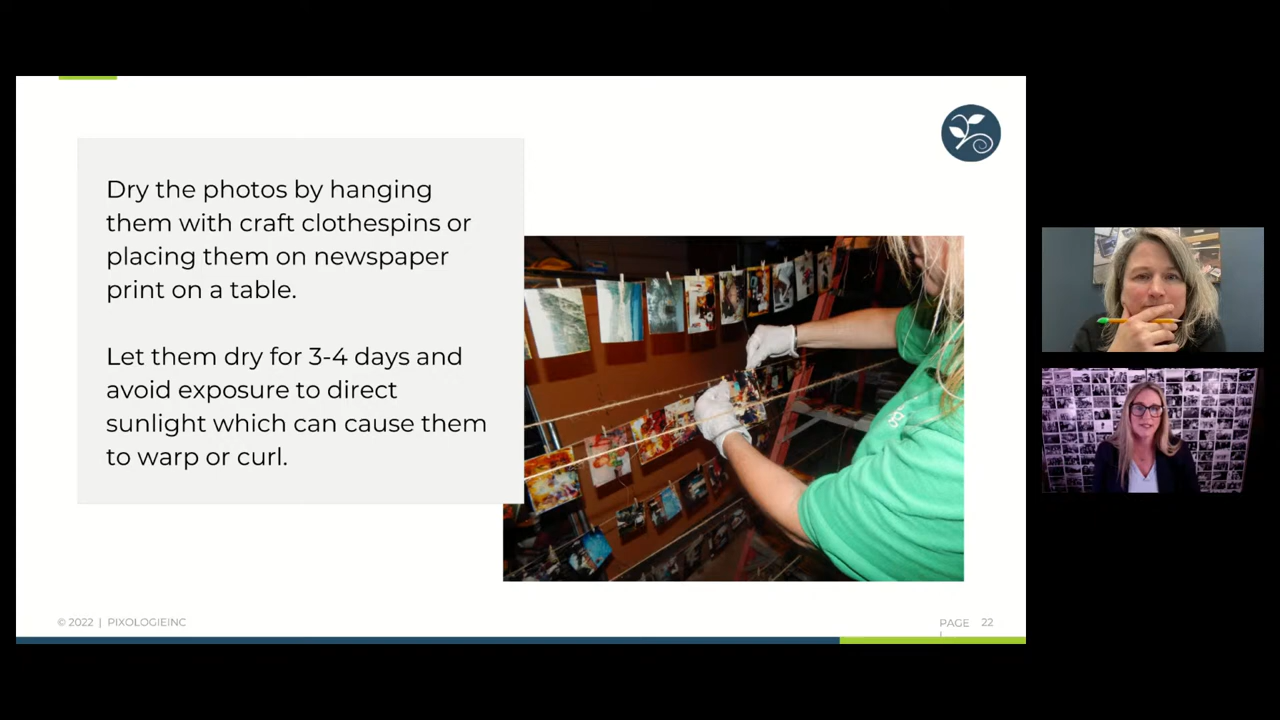 Dry the photos by hanging
them with craft clothespins or
placing them on newspaper
print on a table.
Let them dry for 3-4 days and
avoid exposure to direct
sunlight which can cause them
to warp or curl.
© 2022 | PIXOLOGIEINC
PAGE 22